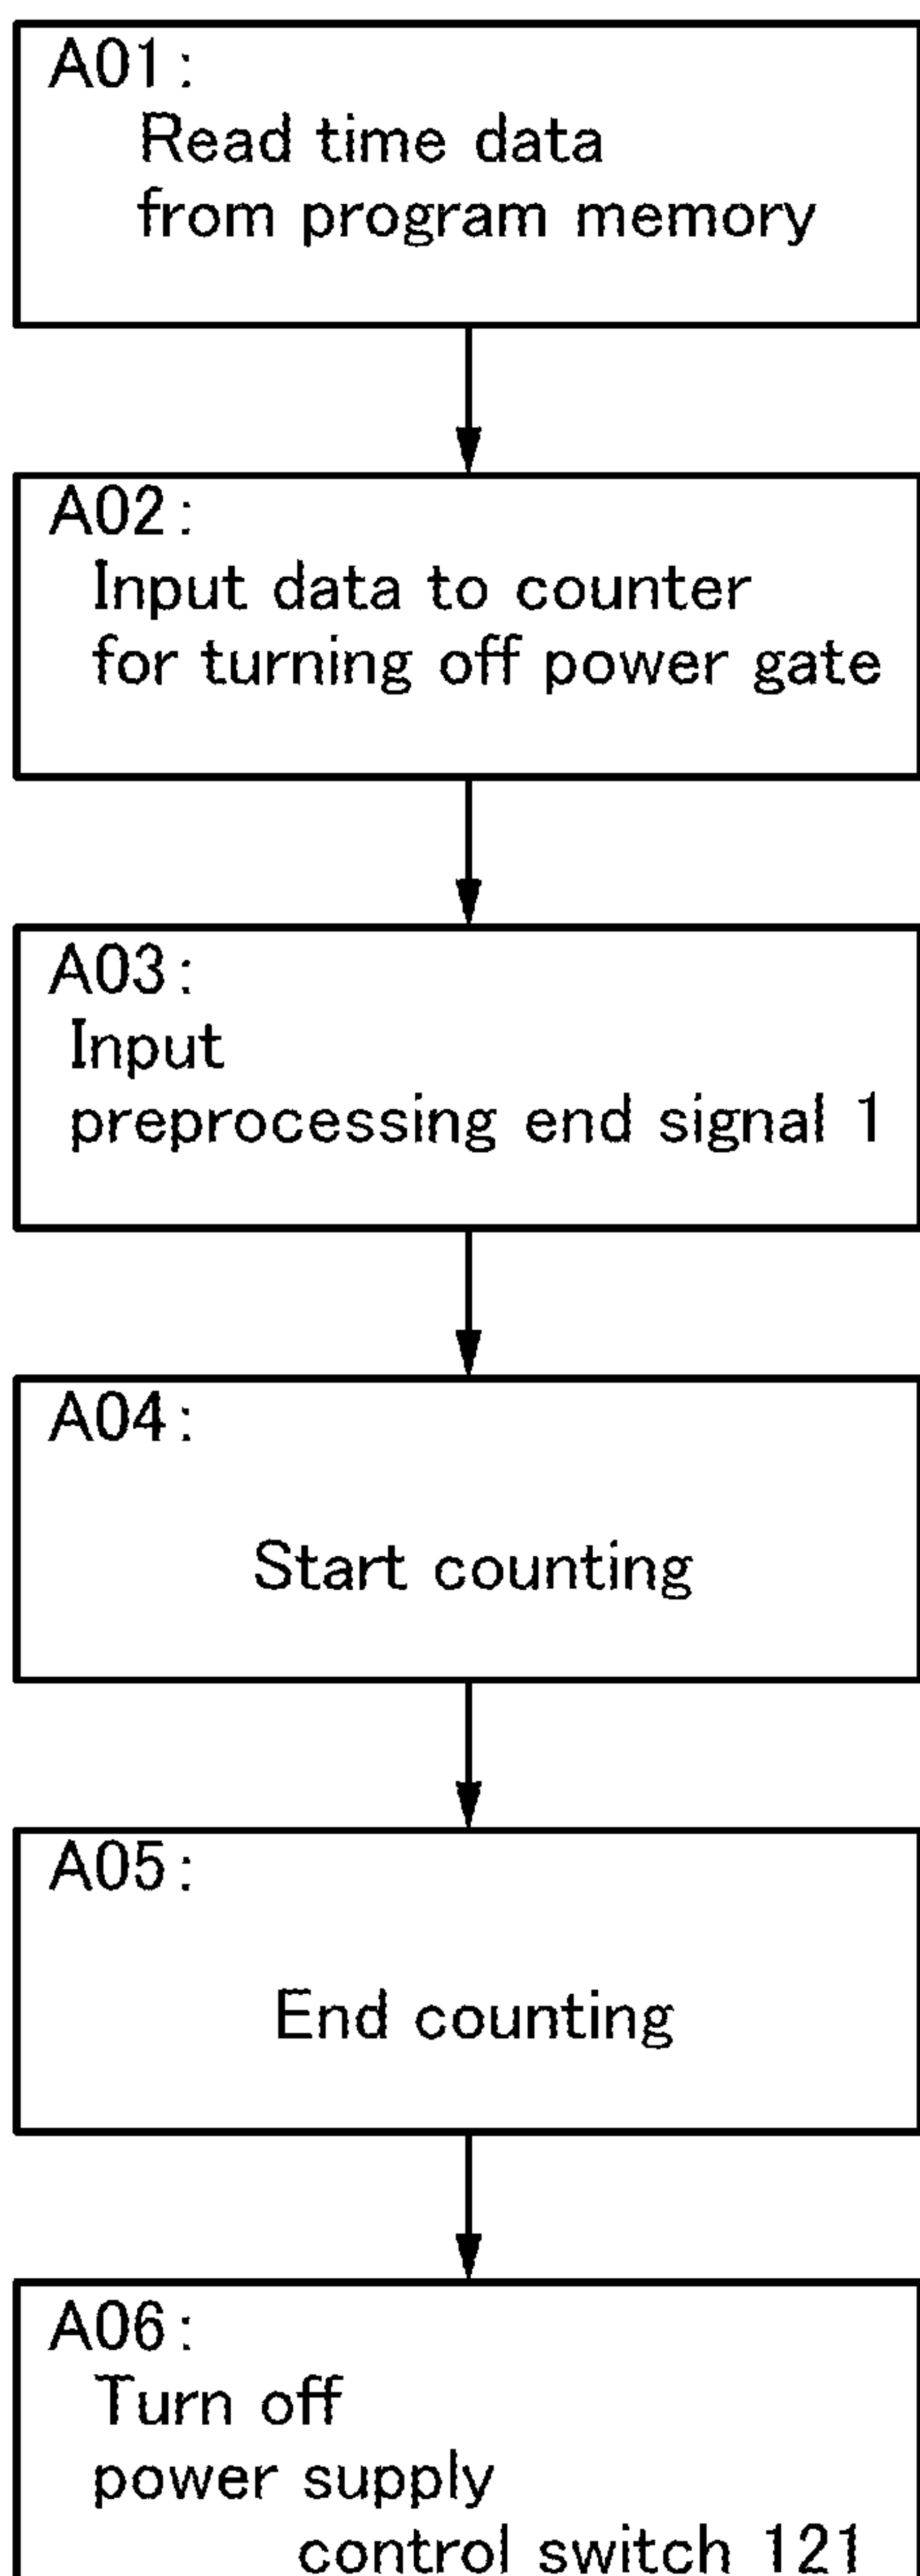 A01:
Read time data
from program memory
A02:
Input data to counter
for turning off power gate
A03:
Input
preprocessing end signal 1
A04:
Start counting
A05:
End counting
A06:
Turn off
power supply
control switch 121